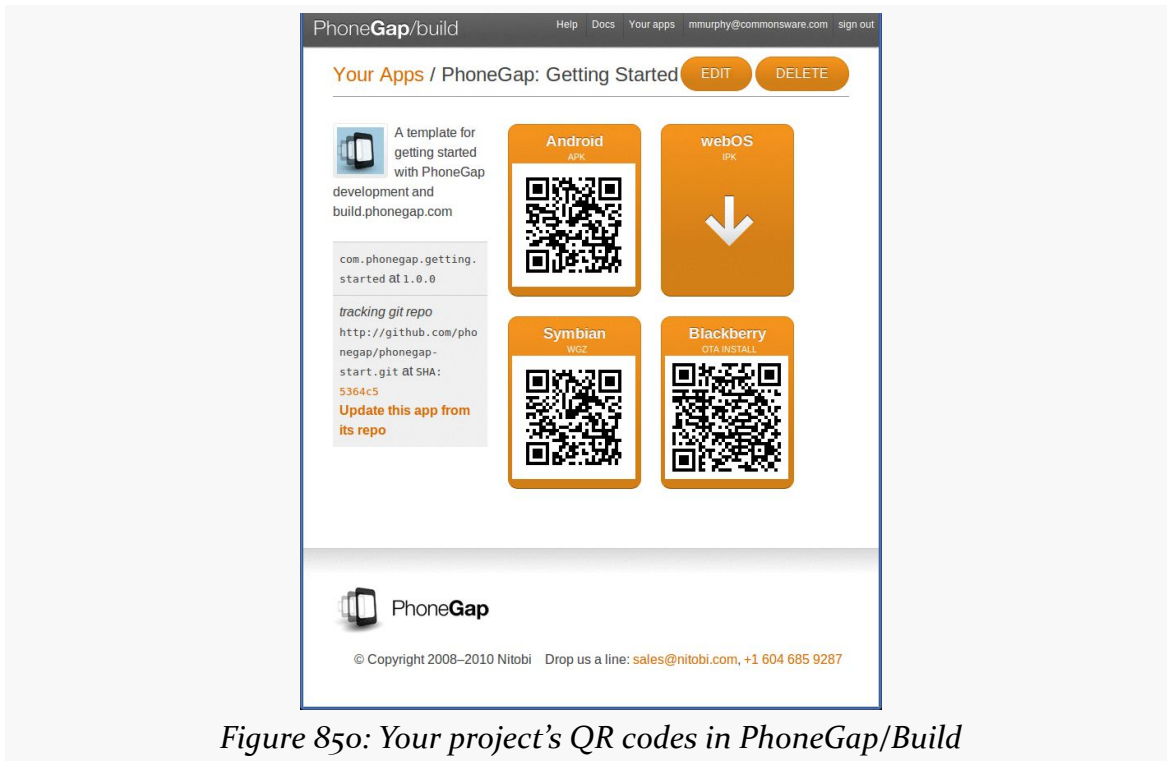 PhoneGap/build
Help Docs Your apps mmurphy@commonsware.com sign out
Your Apps / PhoneGap: Getting Started
EDIT
DELETE
A template for
getting started
with PhoneGap
development and
build.phonegap.com
com.phonegap.getting.
started at 1.0.0
tracking git repo
http://github.com/pho
negap/phonegap-
start.git at SHA:
5364c5
Update this app from
its repo
Android
APK
webOS
IPK
Symbian
WGZ
Blackberry
OTA INSTALL
PhoneGap
© Copyright 2008–2010 Nitobi Drop us a line: sales@nitobi.com, +1 604 685 9287
Figure 850: Your project's QR codes in PhoneGap/Build